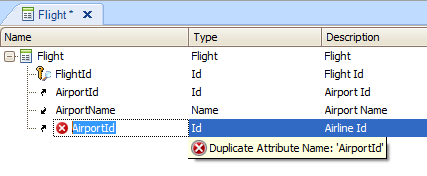 Flight *
Name Type Description
Flight Flight Flight
FlightId Id Flight Id
AirportId Id Airport Id
AirportName Name Airport Name
AirportId Id Airline Id
Duplicate Attribute Name: 'AirportId'